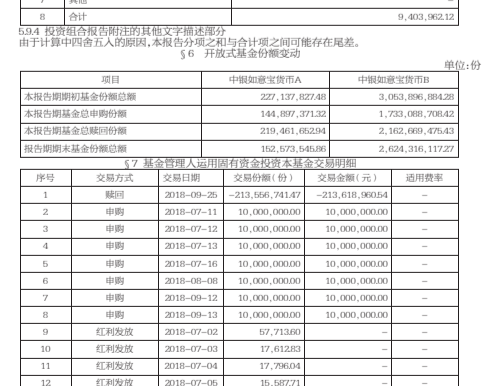 7 其他 –
8 合计 9,403,962.12
5.9.4 投资组合报告附注的其他文字描述部分
由于计算中四舍五入的原因,本报告分项之和与合计项之间可能存在尾差。
§6 开放式基金份额变动
单位:份
项目 中银如意宝货币A 中银如意宝货币B
本报告期期初基金份额总额 227,137,827.48 3,053,896,884.28
本报告期基金总申购份额 144,897,371.32 1,733,088,708.42
本报告期基金总赎回份额 219,461,652.94 2,162,669,475.43
报告期期末基金份额总额 152,573,545.86 2,624,316,117.27
§7 基金管理人运用固有资金投资本基金交易明细
序号 交易方式 交易日期 交易份额(份) 交易金额(元) 适用费率
1 赎回 2018-09-25 -213,556,741.47 -213,618,960.54 –
2 申购 2018-07-11 10,000,000.00 10,000,000.00 –
3 申购 2018-07-12 10,000,000.00 10,000,000.00 –
4 申购 2018-07-13 10,000,000.00 10,000,000.00 –
5 申购 2018-07-16 10,000,000.00 10,000,000.00 –
6 申购 2018-08-08 10,000,000.00 10,000,000.00 –
7 申购 2018-09-12 10,000,000.00 10,000,000.00 –
8 申购 2018-09-13 10,000,000.00 10,000,000.00 –
9 红利发放 2018-07-02 57,713.60 – –
10 红利发放 2018-07-03 17,612.83 – –
11 红利发放 2018-07-04 17,796.04 – –
12 红利发放 2018-07-05 15,587.71 – –